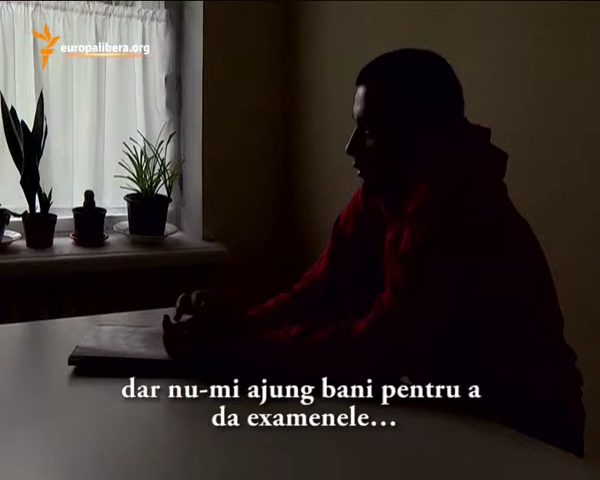 europalibera.org
dar nu-mi ajung bani pentru a
da examenele...